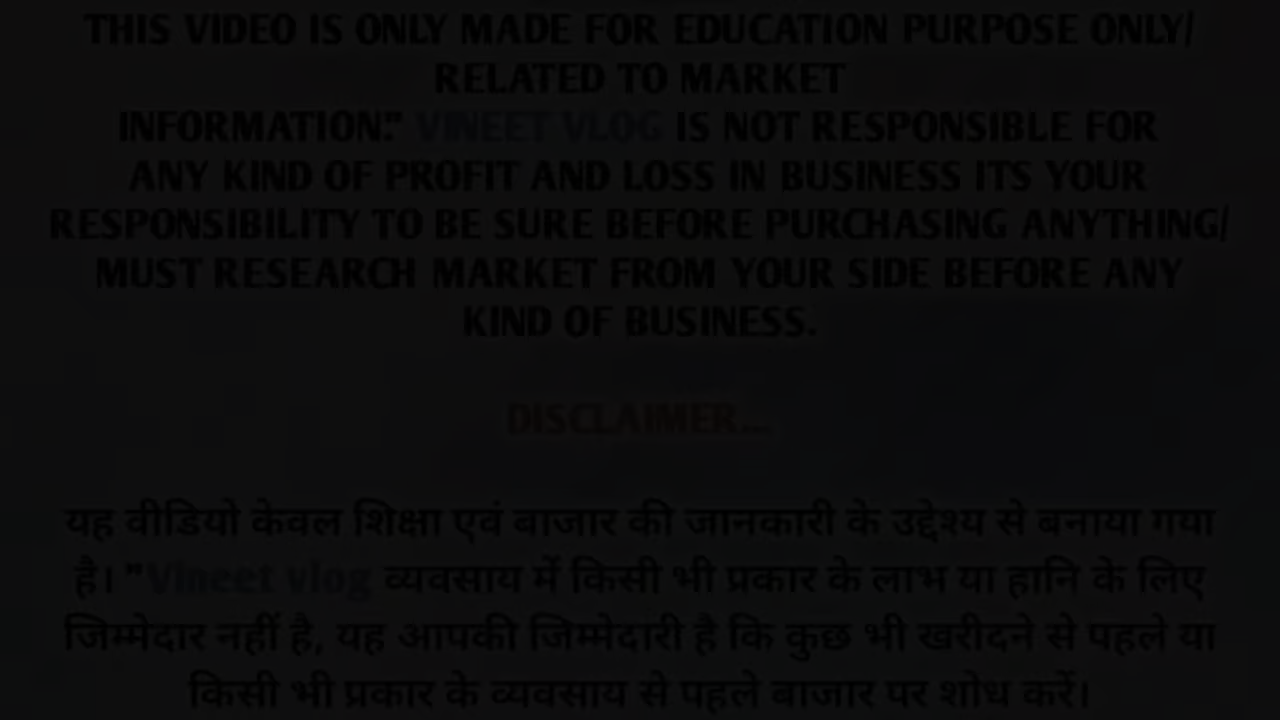 THIS VIDEO IS ONLY MADE FOR EDUCATION PURPOSE ONLY/
RELATED TO MARKET
INFORMATION." VINEET VLOG IS NOT RESPONSIBLE FOR
ANY KIND OF PROFIT AND LOSS IN BUSINESS ITS YOUR
RESPONSIBILITY TO BE SURE BEFORE PURCHASING ANYTHING/
MUST RESEARCH MARKET FROM YOUR SIDE BEFORE ANY
KIND OF BUSINESS.
DISCLAIMER...
यह वीडियो केवल शिक्षा एवं बाजार की जानकारी के उद्देश्य से बनाया गया
है। "Vineet vlog व्यवसाय में किसी भी प्रकार के लाभ या हानि के लिए
जिम्मेदार नहीं है, यह आपकी जिम्मेदारी है कि कुछ भी खरीदने से पहले या
किसी भी प्रकार के व्यवसाय से पहले बाजार पर शोध करें।